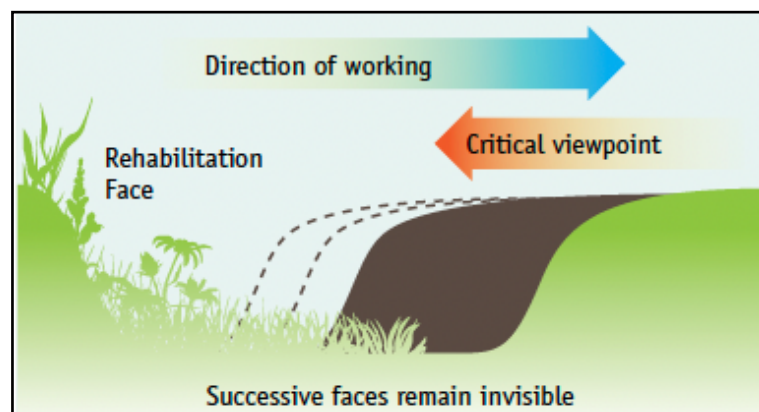 Direction of working
Critical viewpoint
Rehabilitation
Face
Successive faces remain invisible